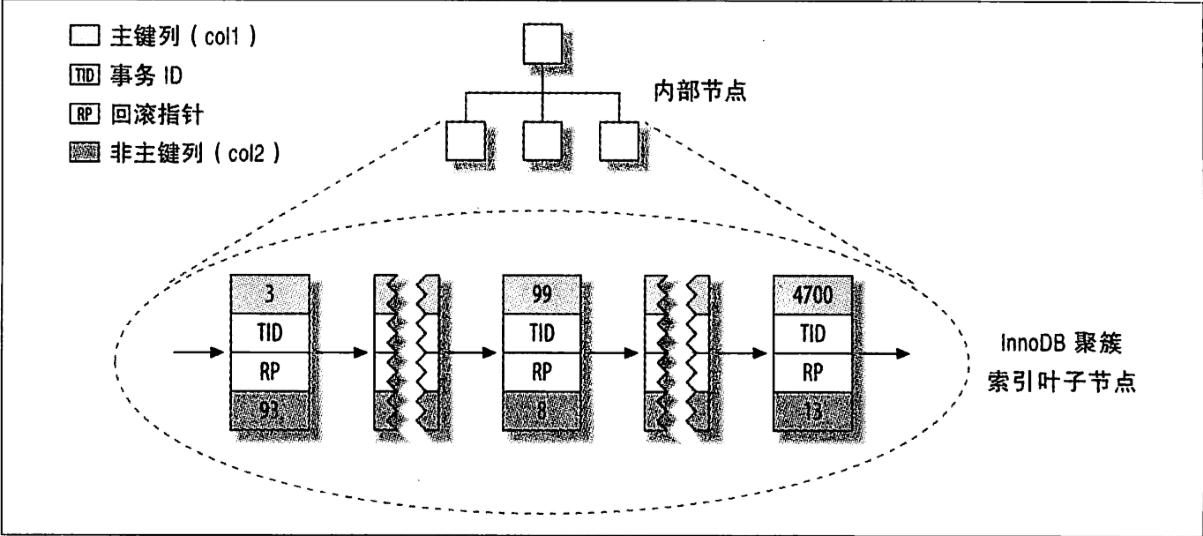 主键列（col1）
TID 事务 ID
RP 回滚指针
非主键列（col2）
内部节点
3
99
4700
TID
TID
TID
RP
RP
RP
93
8
13
InnoDB 聚簇
索引叶子节点